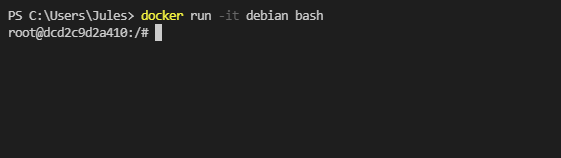 PS C:\Users\Jules> docker run -it debian bash
root@dcd2c9d2a410:/#